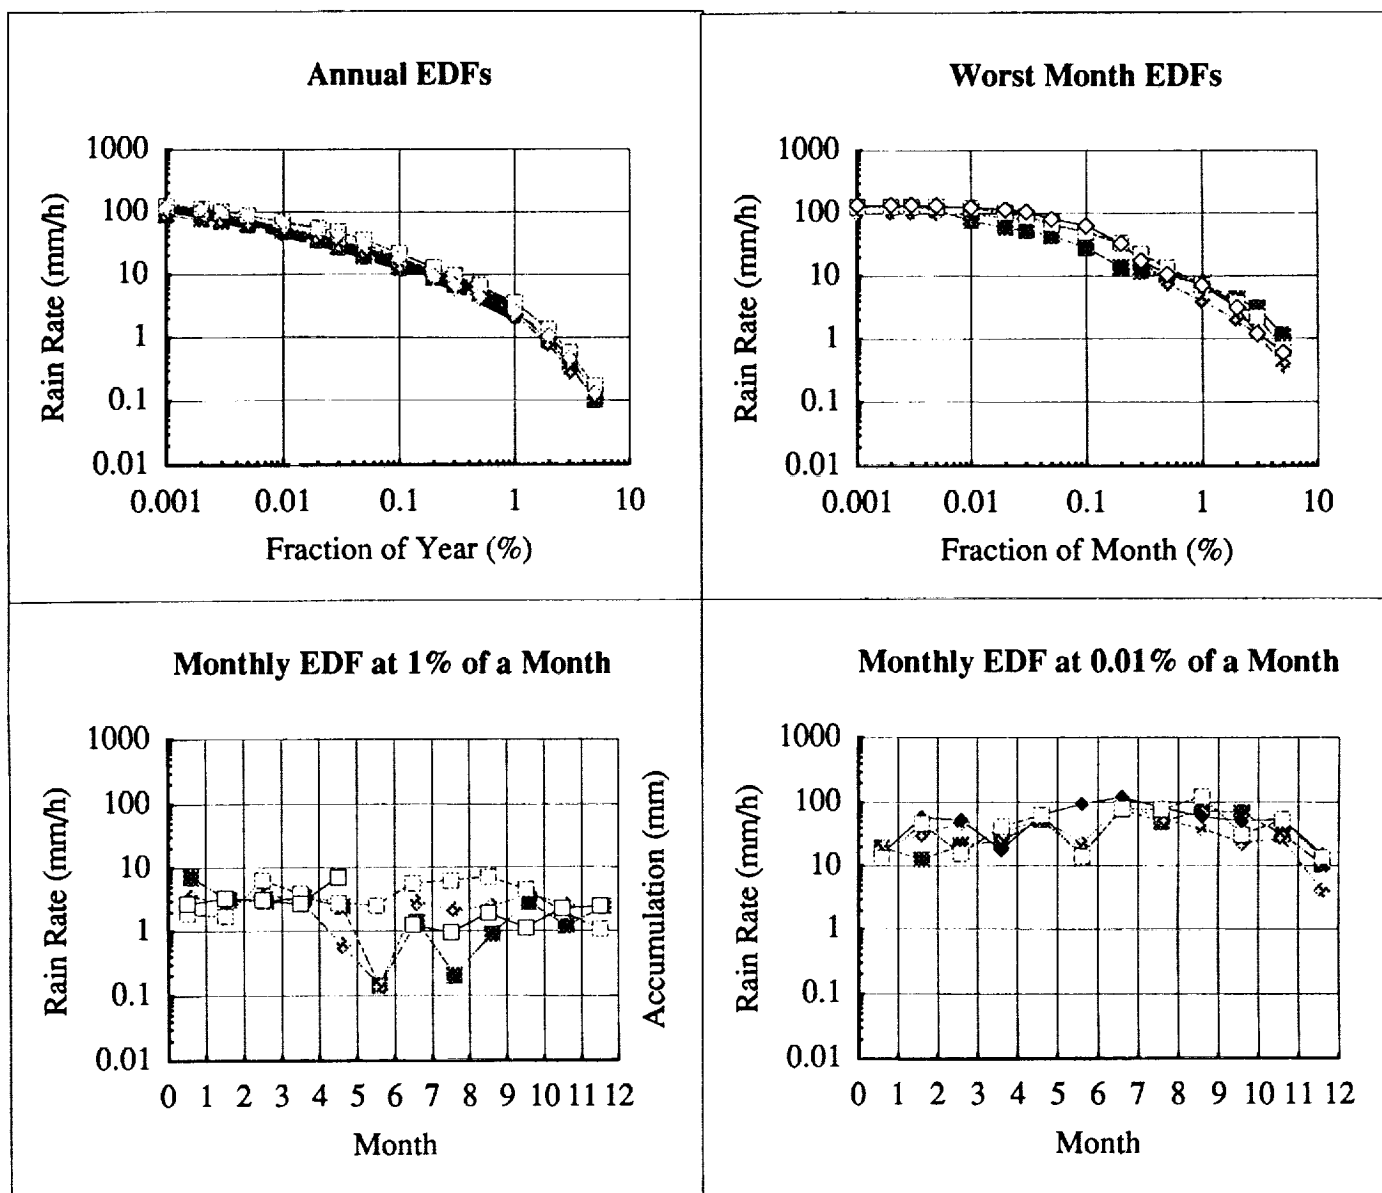 Annual EDFs
1000
100
10
1
0.1
0.01
Rain Rate (mm/h)
0.001 0.01 0.1 1 10
Fraction of Year (%)
Worst Month EDFs
1000
100
10
1
0.1
0.01
Rain Rate (mm/h)
0.001 0.01 0.1 1 10
Fraction of Month (%)
Monthly EDF at 1% of a Month
1000
100
10
1
0.1
0.01
Rain Rate (mm/h)
Accumulation (mm)
0 1 2 3 4 5 6 7 8 9 10 11 12
Month
Monthly EDF at 0.01% of a Month
1000
100
10
1
0.1
0.01
Rain Rate (mm/h)
0 1 2 3 4 5 6 7 8 9 10 11 12
Month